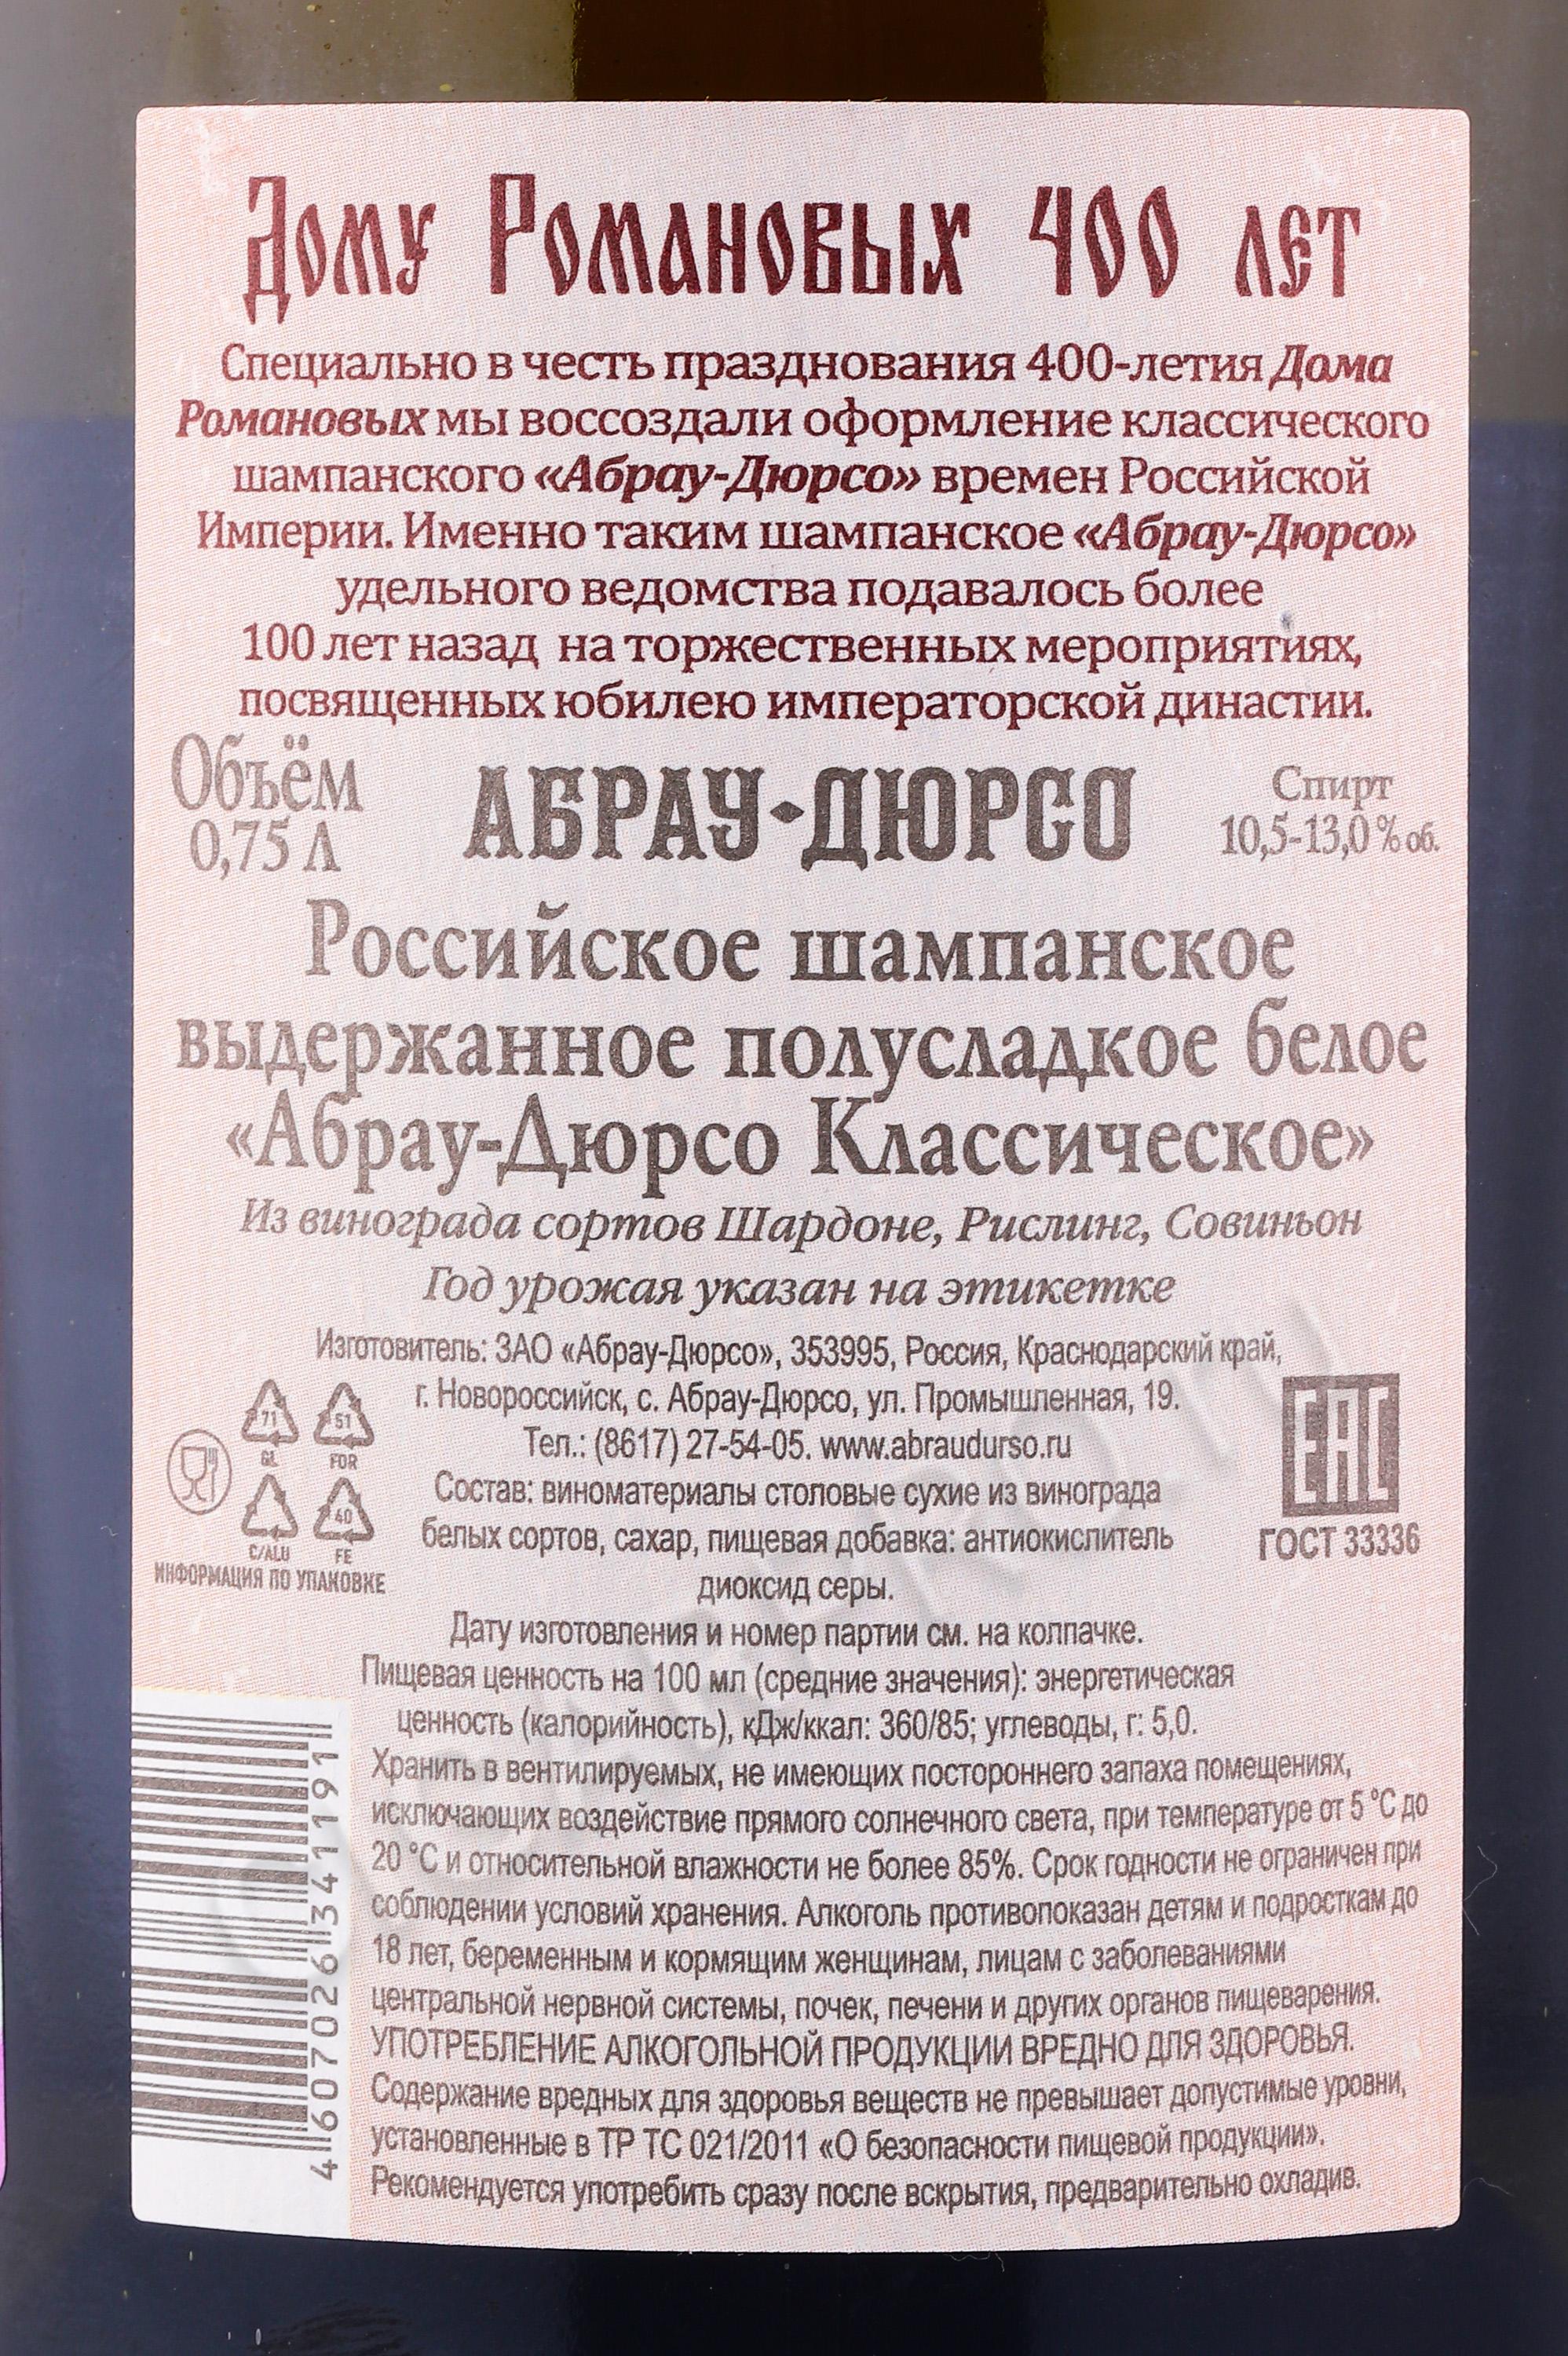 Дому Романовых 400 лет
Специально в честь празднования 400-летия Дома
Романовых мы воссоздали оформление классического
шампанского «Абрау-Дюрсо» времен Российской
Империи. Именно таким шампанское «Абрау-Дюрсо»
удельного ведомства подавалось более
100 лет назад на торжественных мероприятиях,
посвященных юбилею императорской династии.
Объём
0,75 Л
АБРАУ-ДЮРСО
Спирт
10,5-13,0 % об.
Российское шампанское
выдержанное полусладкое белое
«Абрау-Дюрсо Классическое»
Из винограда сортов Шардоне, Рислинг, Совиньон
Год урожая указан на этикетке
Изготовитель: ЗАО «Абрау-Дюрсо», 353995, Россия, Краснодарский край,
г. Новороссийск, с. Абрау-Дюрсо, ул. Промышленная, 19.
Тел.: (8617) 27-54-05. www.abraudurso.ru
Состав: виноматериалы столовые сухие из винограда
белых сортов, сахар, пищевая добавка: антиокислитель
диоксид серы.
71
GL
51
FOR
C/ALU
40
FE
ИНФОРМАЦИЯ ПО УПАКОВКЕ
EAC
ГОСТ 33336
Дату изготовления и номер партии см. на колпачке.
Пищевая ценность на 100 мл (средние значения): энергетическая
ценность (калорийность), кДж/ккал: 360/85; углеводы, г: 5,0.
Хранить в вентилируемых, не имеющих постороннего запаха помещениях,
исключающих воздействие прямого солнечного света, при температуре от 5 °С до
20 °С и относительной влажности не более 85%. Срок годности не ограничен при
соблюдении условий хранения. Алкоголь противопоказан детям и подросткам до
18 лет, беременным и кормящим женщинам, лицам с заболеваниями
центральной нервной системы, почек, печени и других органов пищеварения.
УПОТРЕБЛЕНИЕ АЛКОГОЛЬНОЙ ПРОДУКЦИИ ВРЕДНО ДЛЯ ЗДОРОВЬЯ.
Содержание вредных для здоровья веществ не превышает допустимые уровни,
установленные в ТР ТС 021/2011 «О безопасности пищевой продукции».
Рекомендуется употребить сразу после вскрытия, предварительно охладив.
4 607026 341191